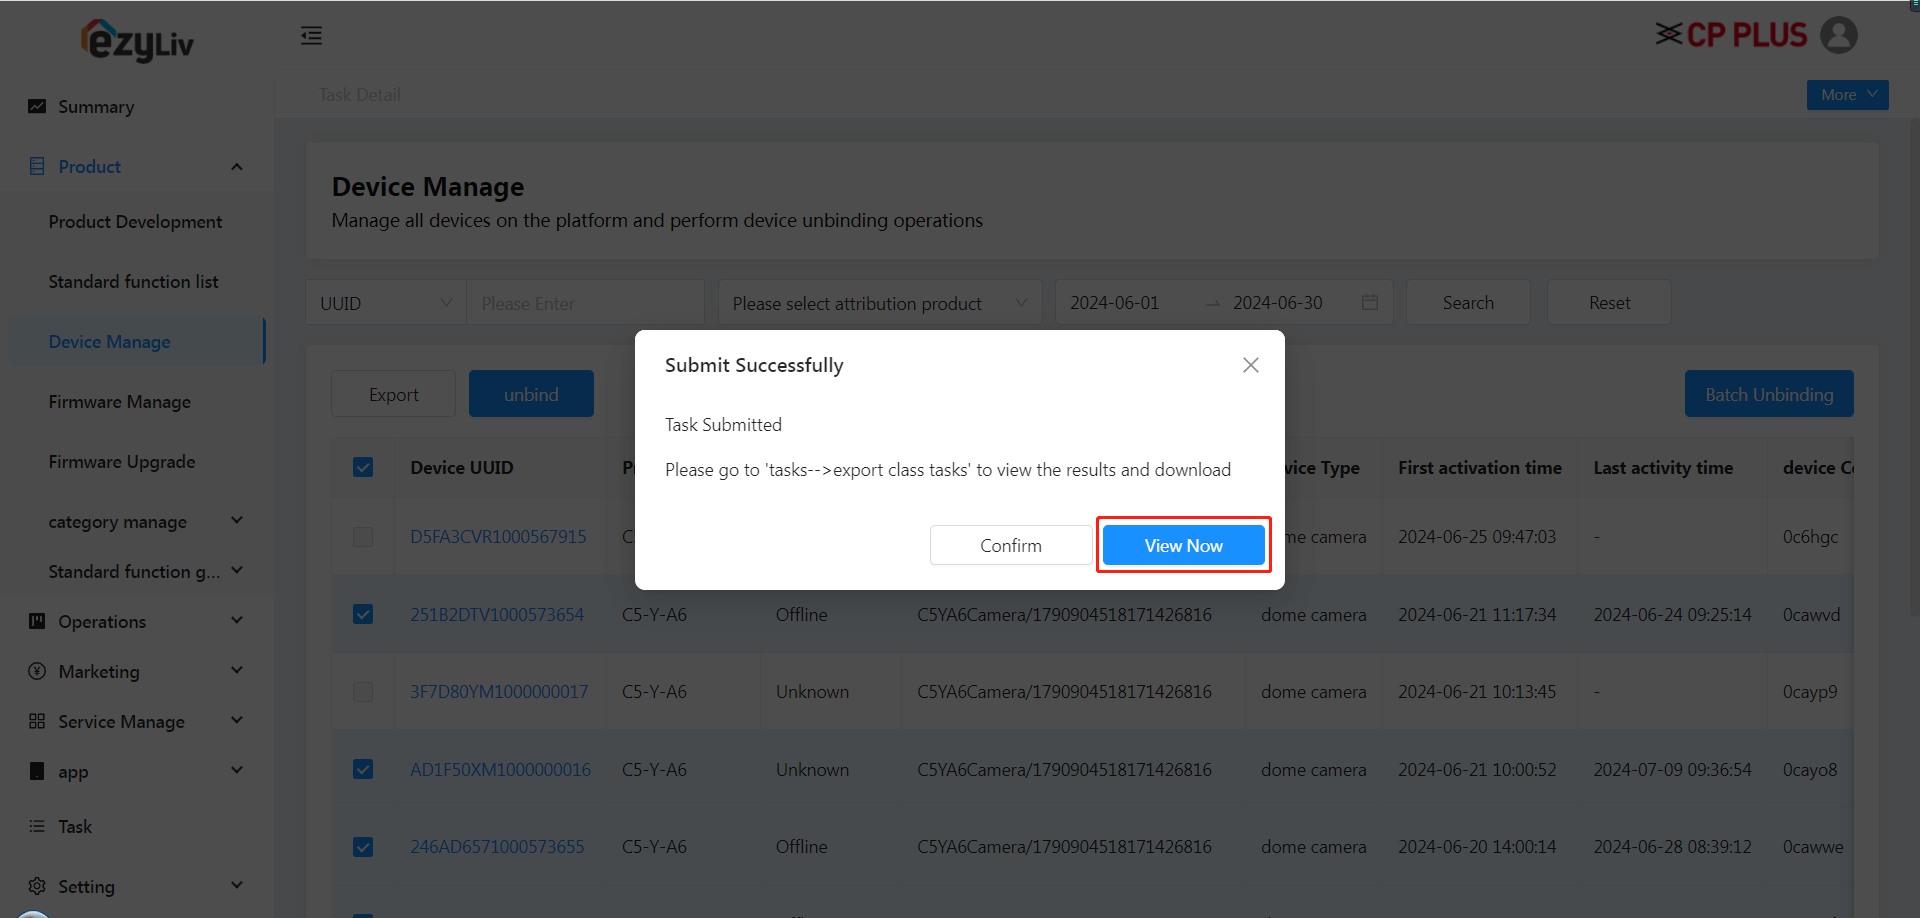 ezyLiv
CP PLUS
Task Detail
More
Summary
Product
Product Development
Standard function list
Device Manage
Firmware Manage
Firmware Upgrade
category manage
Standard function g...
Operations
Marketing
Service Manage
app
Task
Setting
Device Manage
Manage all devices on the platform and perform device unbinding operations
UUID Please Enter Please select attribution product 2024-06-01 → 2024-06-30 Search Reset
Export unbind Batch Unbinding
Submit Successfully
Task Submitted
Please go to 'tasks-->export class tasks' to view the results and download
Confirm View Now
Device UUID First activation time Last activity time device
D5FA3CVR1000567915 camera 2024-06-25 09:47:03 - 0c6hgc
251B2DTV1000573654 C5-Y-A6 Offline C5YA6Camera/1790904518171426816 dome camera 2024-06-21 11:17:34 2024-06-24 09:25:14 0cawvd
3F7D80YM1000000017 C5-Y-A6 Unknown C5YA6Camera/1790904518171426816 dome camera 2024-06-21 10:13:45 - 0cayp9
AD1F50XM1000000016 C5-Y-A6 Unknown C5YA6Camera/1790904518171426816 dome camera 2024-06-21 10:00:52 2024-07-09 09:36:54 0cayo8
246AD6571000573655 C5-Y-A6 Offline C5YA6Camera/1790904518171426816 dome camera 2024-06-20 14:00:14 2024-06-28 08:39:12 0cawwe